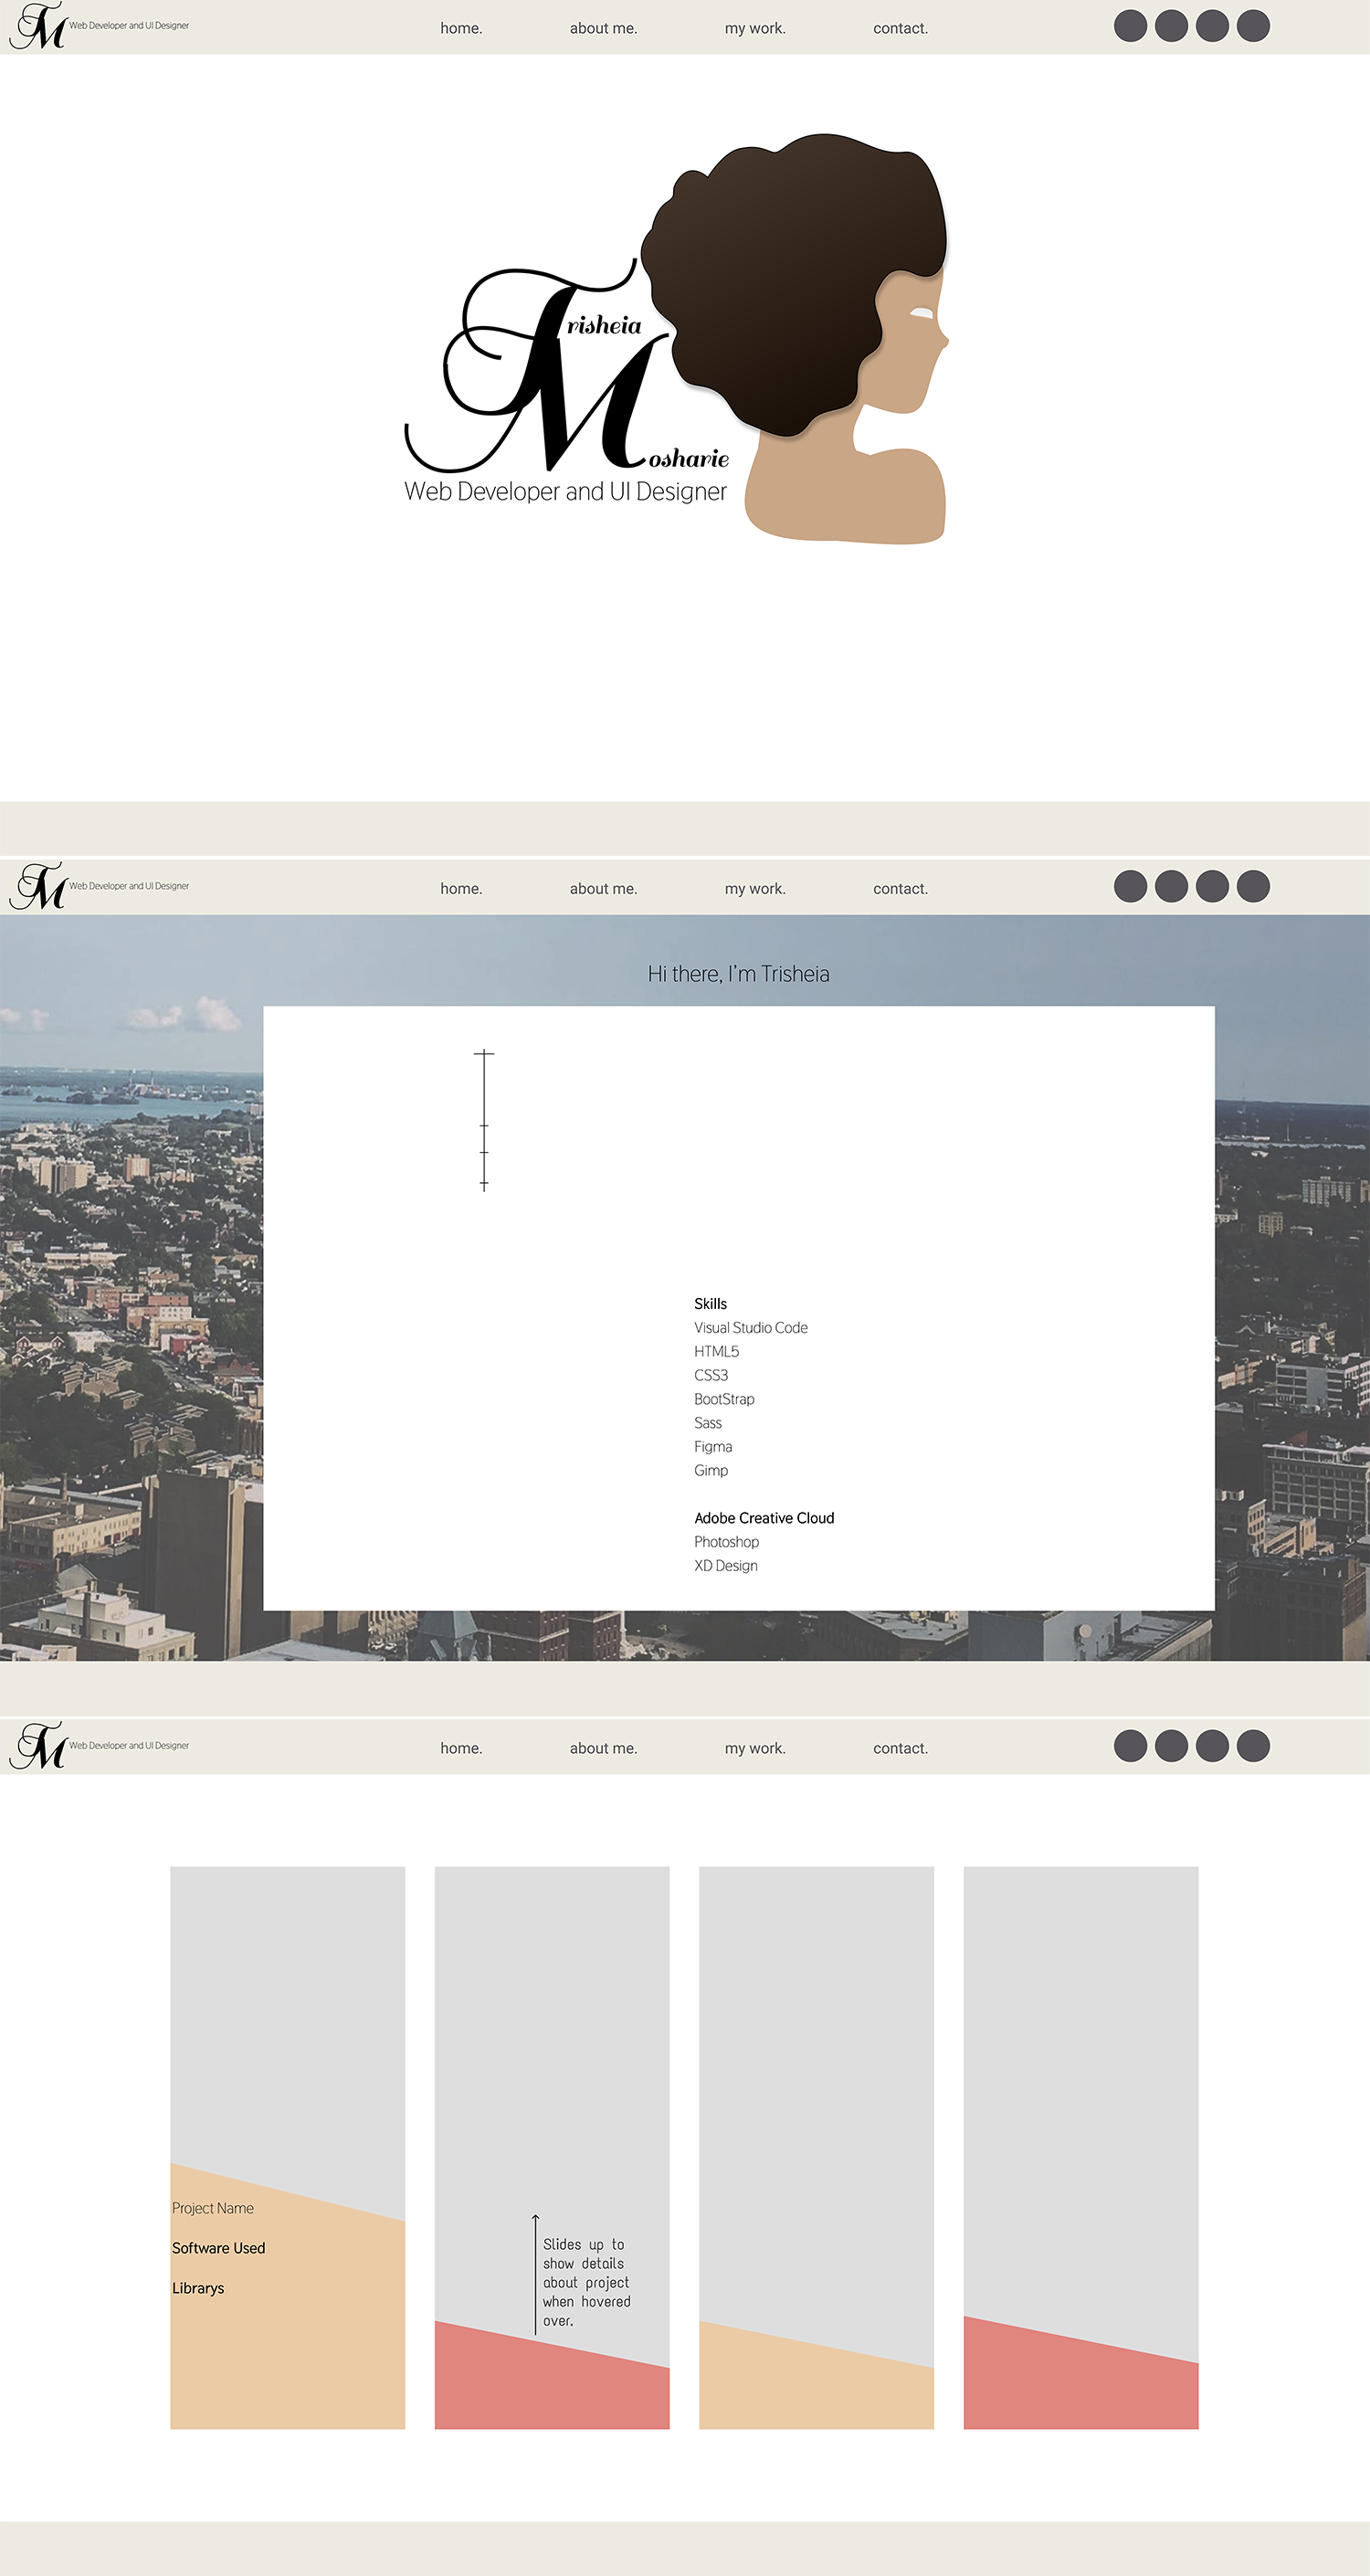 TM Web Developer and UI Designer
home. about me. my work. contact.
Trisheia
Mosharie
Web Developer and UI Designer
TM Web Developer and UI Designer
home. about me. my work. contact.
Hi there, I'm Trisheia
Skills
Visual Studio Code
HTML5
CSS3
BootStrap
Sass
Figma
Gimp
Adobe Creative Cloud
Photoshop
XD Design
TM Web Developer and UI Designer
home. about me. my work. contact.
Project Name
Software Used
Librarys
Slides up to
show details
about project
when hovered
over.